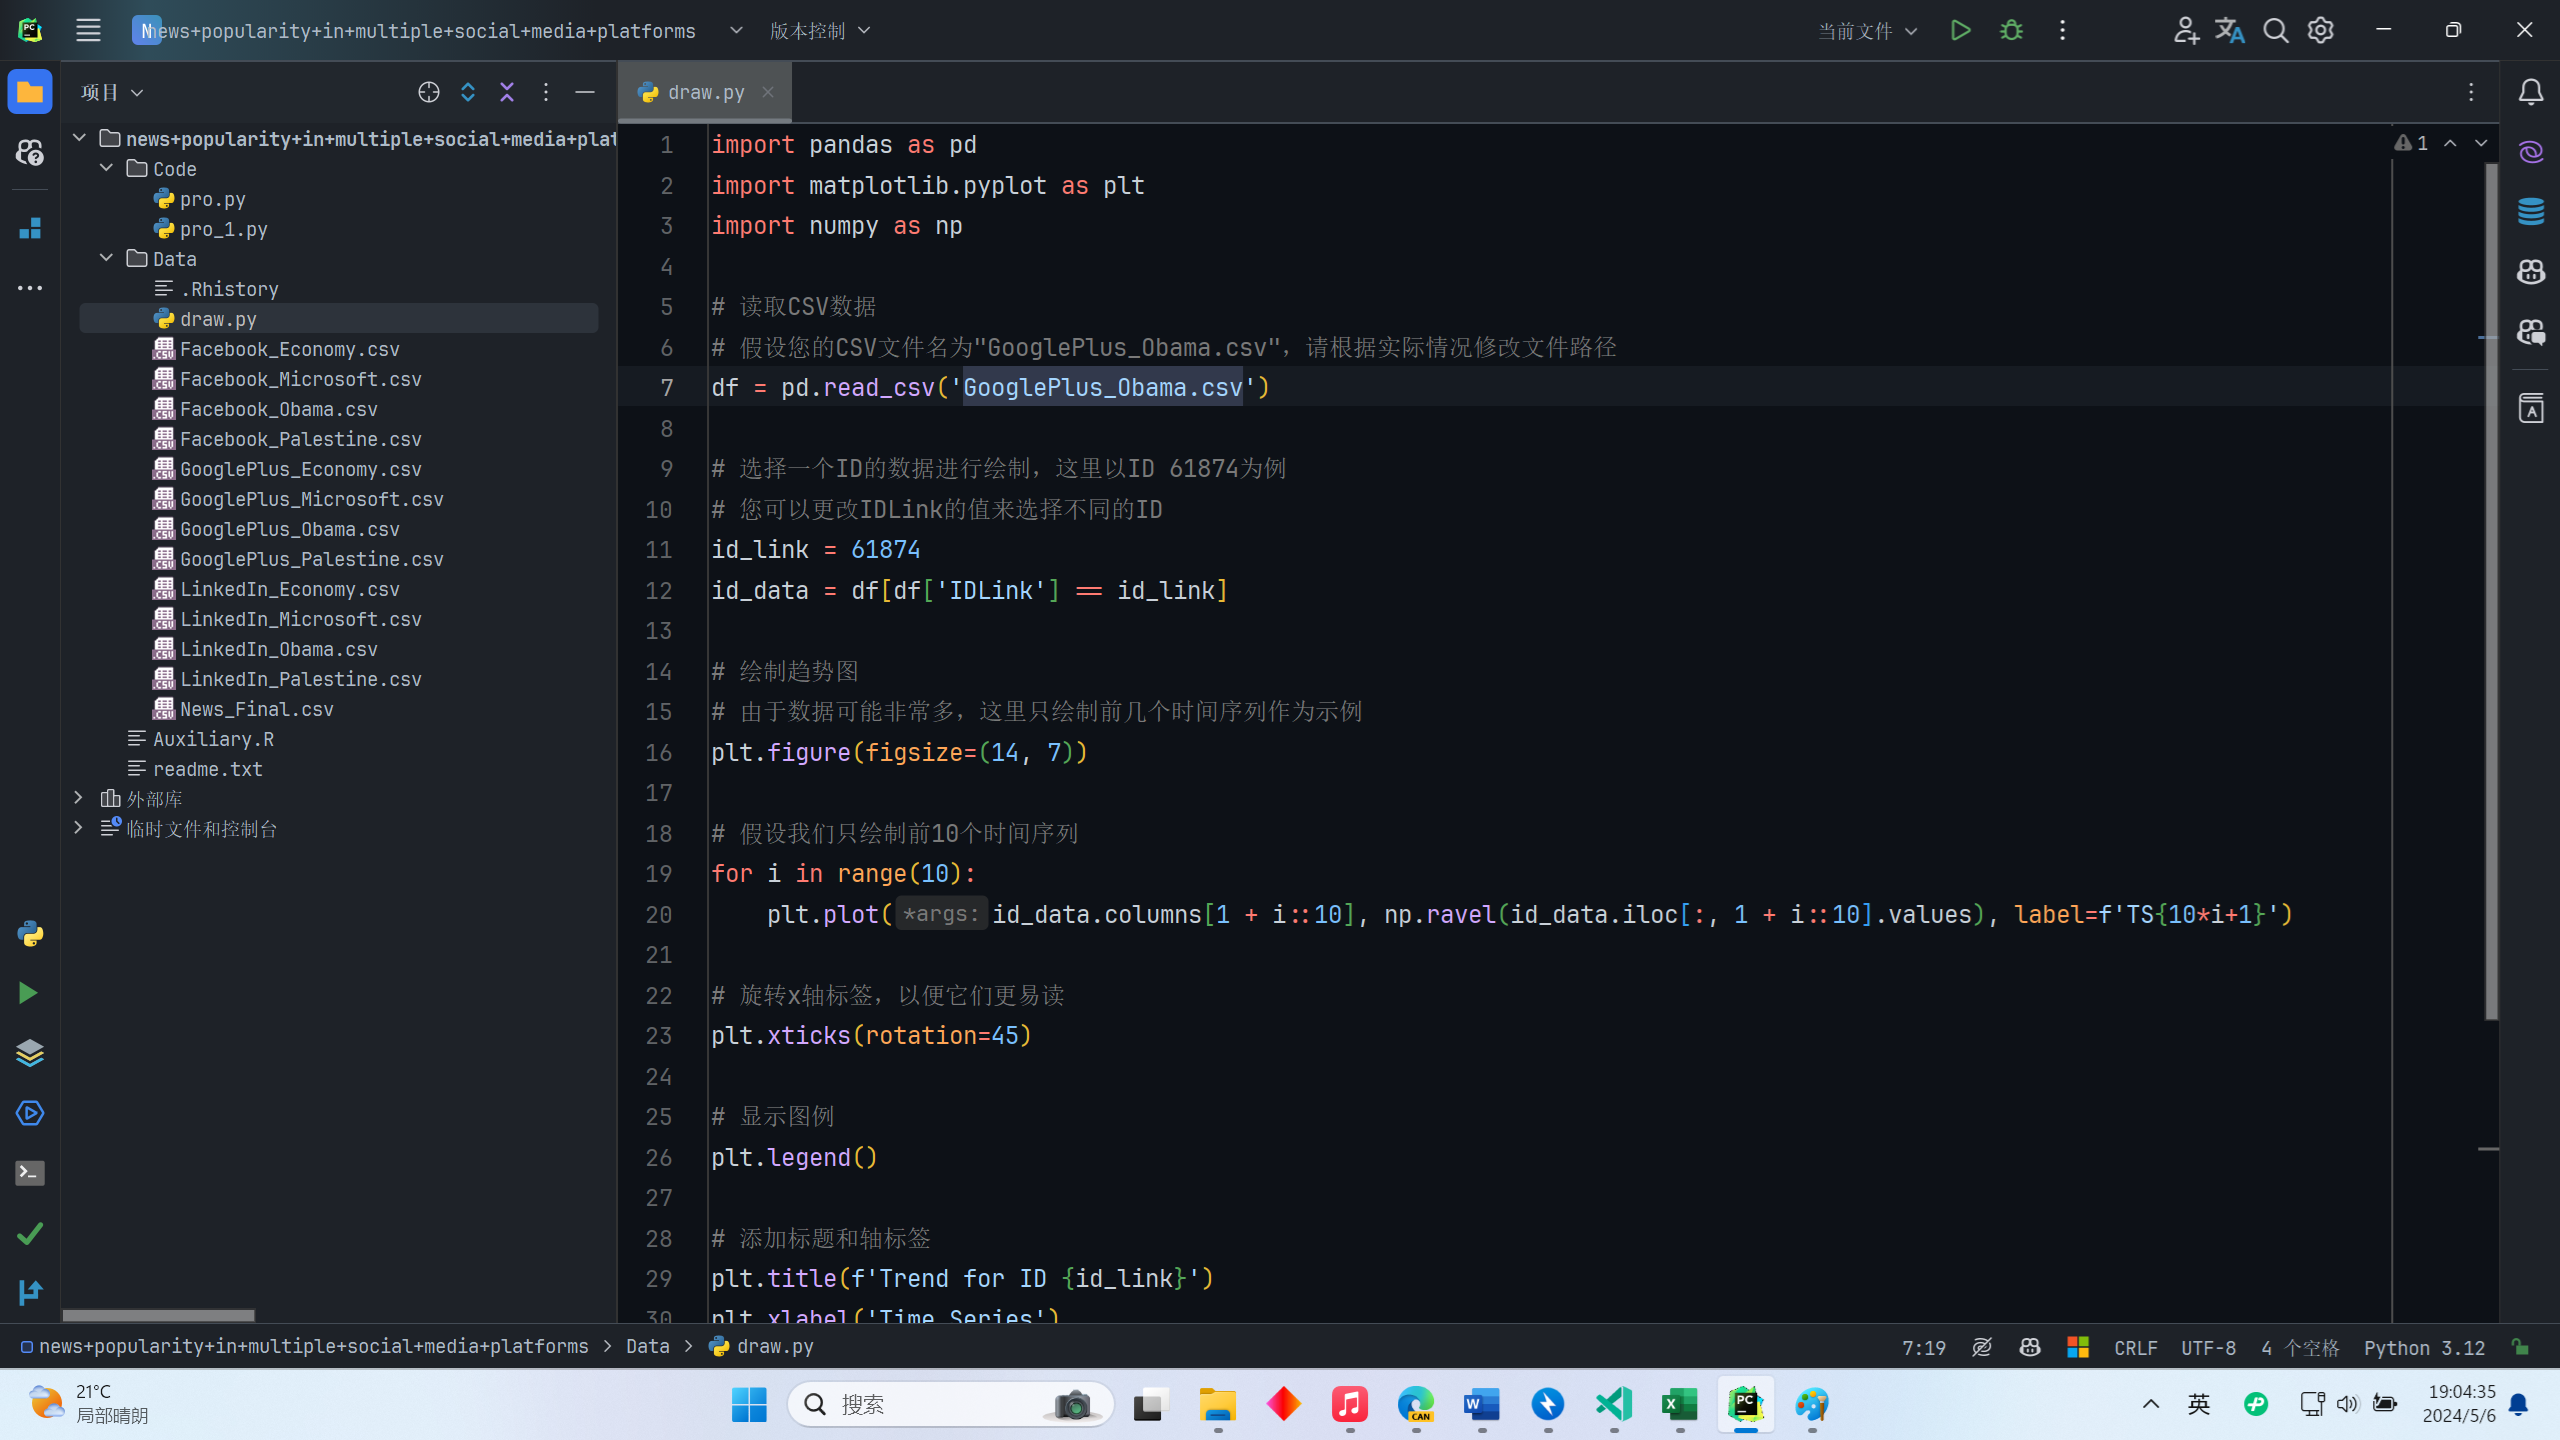 N
news+popularity+in+multiple+social+media+platforms
版本控制
当前文件
项目
draw.py
news+popularity+in+multiple+social+media+plat
Code
pro.py
pro_1.py
Data
.Rhistory
draw.py
Facebook_Economy.csv
Facebook_Microsoft.csv
Facebook_Obama.csv
Facebook_Palestine.csv
GooglePlus_Economy.csv
GooglePlus_Microsoft.csv
GooglePlus_Obama.csv
GooglePlus_Palestine.csv
LinkedIn_Economy.csv
LinkedIn_Microsoft.csv
LinkedIn_Obama.csv
LinkedIn_Palestine.csv
News_Final.csv
Auxiliary.R
readme.txt
外部库
临时文件和控制台
1
1 import pandas as pd
2 import matplotlib.pyplot as plt
3 import numpy as np
4
5 # 读取CSV数据
6 # 假设您的CSV文件名为"GooglePlus_Obama.csv"，请根据实际情况修改文件路径
7 df = pd.read_csv('GooglePlus_Obama.csv')
8
9 # 选择一个ID的数据进行绘制，这里以ID 61874为例
10 # 您可以更改IDLink的值来选择不同的ID
11 id_link = 61874
12 id_data = df[df['IDLink'] == id_link]
13
14 # 绘制趋势图
15 # 由于数据可能非常多，这里只绘制前几个时间序列作为示例
16 plt.figure(figsize=(14, 7))
17
18 # 假设我们只绘制前10个时间序列
19 for i in range(10):
20 plt.plot( *args: id_data.columns[1 + i::10], np.ravel(id_data.iloc[:, 1 + i::10].values), label=f'TS{10*i+1}')
21
22 # 旋转x轴标签，以便它们更易读
23 plt.xticks(rotation=45)
24
25 # 显示图例
26 plt.legend()
27
28 # 添加标题和轴标签
29 plt.title(f'Trend for ID {id_link}')
30 plt.xlabel('Time Series')
news+popularity+in+multiple+social+media+platforms > Data > draw.py
7:19
CRLF
UTF-8
4 个空格
Python 3.12
21°C
局部晴朗
搜索
英
19:04:35
2024/5/6